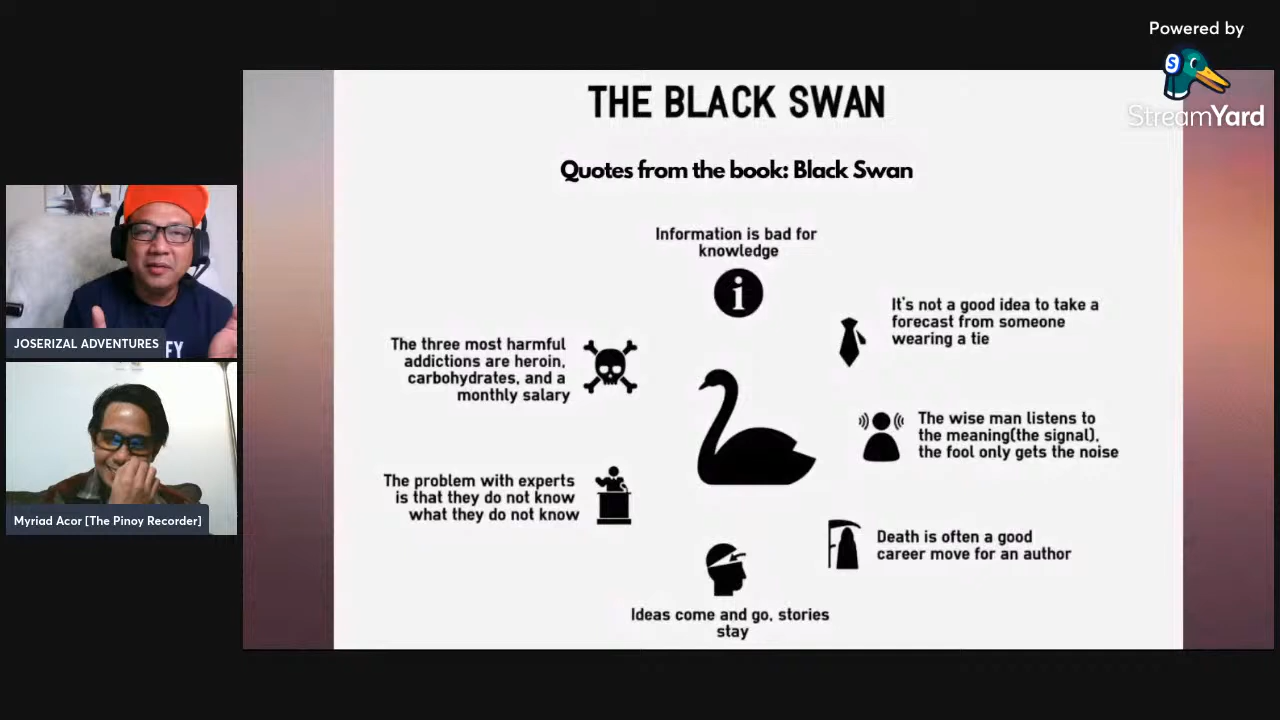 Powered by
StreamYard
THE BLACK SWAN
Quotes from the book: Black Swan
Information is bad for
knowledge
It's not a good idea to take a
forecast from someone
wearing a tie
The three most harmful
addictions are heroin,
carbohydrates, and a
monthly salary
The wise man listens to
the meaning(the signal),
the fool only gets the noise
The problem with experts
is that they do not know
what they do not know
Death is often a good
career move for an author
Ideas come and go, stories
stay
JOSERIZAL ADVENTURES
FY
Myriad Acor [The Pinoy Recorder]